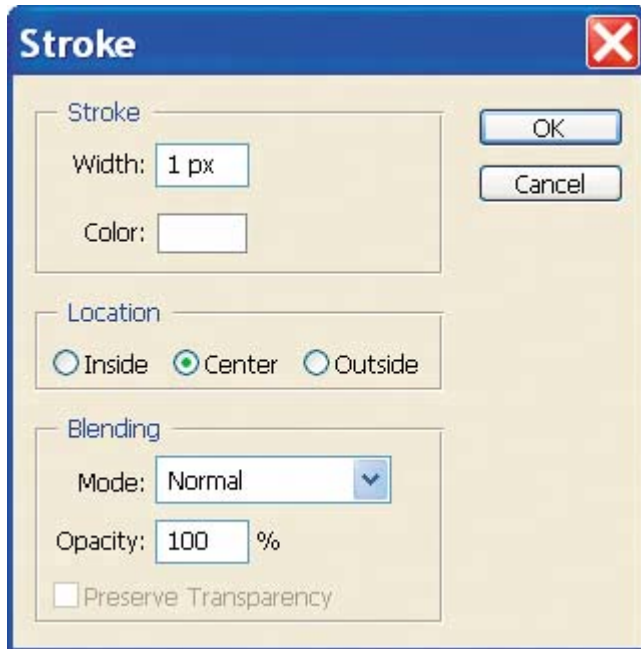 Stroke
Stroke
Width: 1 px
Color:
OK
Cancel
Location
Inside Center Outside
Blending
Mode: Normal
Opacity: 100 %
Preserve Transparency